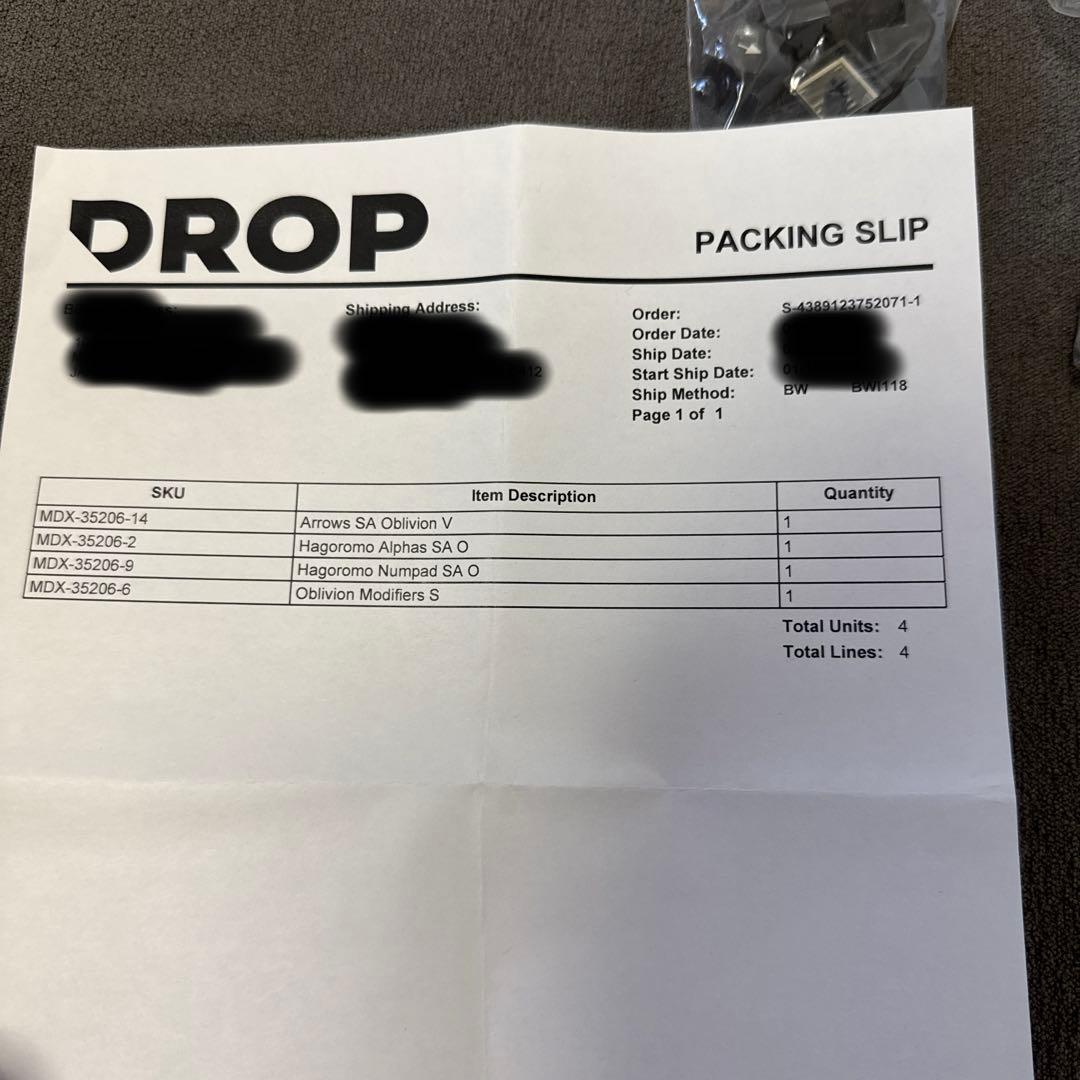 DROP
PACKING SLIP
Shipping Address:
Order: S-4389123752071-1
Order Date:
Ship Date:
Start Ship Date:
Ship Method: BW BWI118
Page 1 of 1
SKU Item Description Quantity
MDX-35206-14 Arrows SA Oblivion V 1
MDX-35206-2 Hagoromo Alphas SA O 1
MDX-35206-9 Hagoromo Numpad SA O 1
MDX-35206-6 Oblivion Modifiers S 1
Total Units: 4
Total Lines: 4